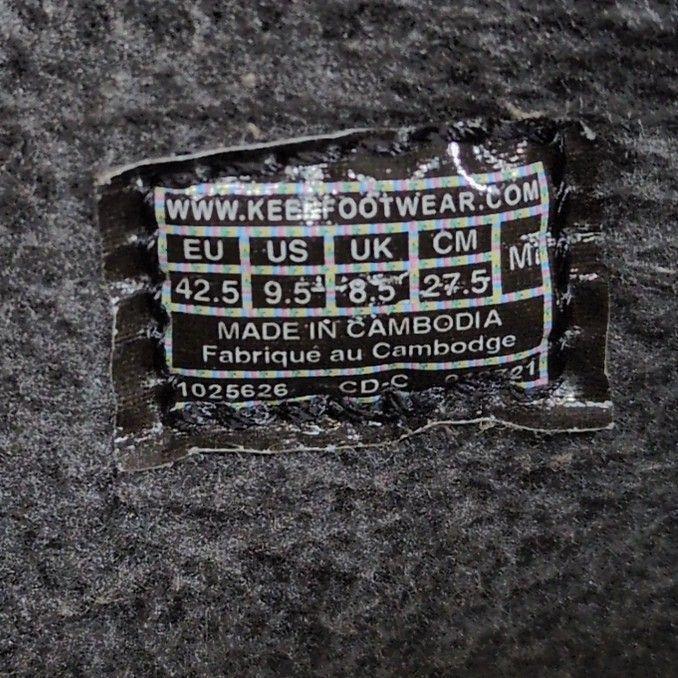 WWW.KEENFOOTWEAR.COM
EU US UK CM
42.5 9.5 8.5 27.5
MADE IN CAMBODIA
Fabriqué au Cambodge
1025626 CD-C